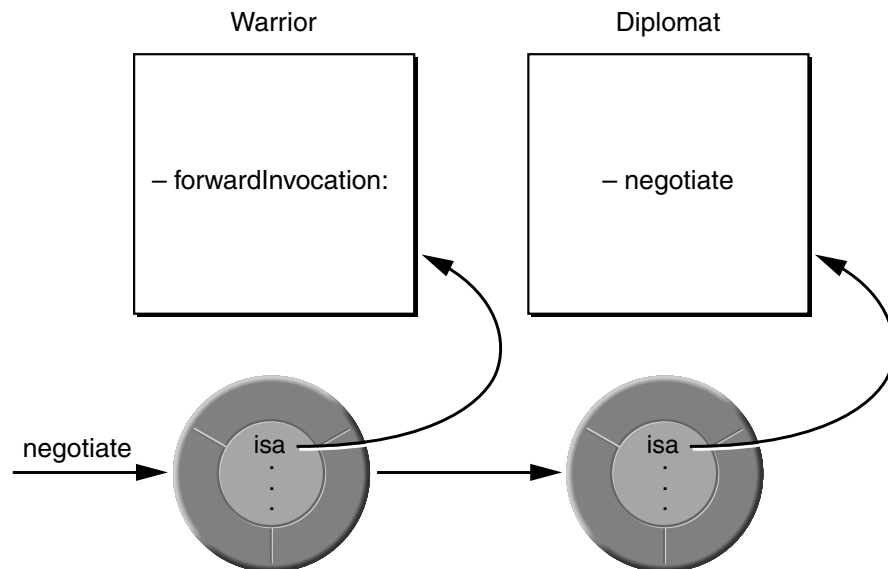 Warrior
Diplomat
– forwardInvocation:
– negotiate
negotiate
isa
.
.
.
isa
.
.
.